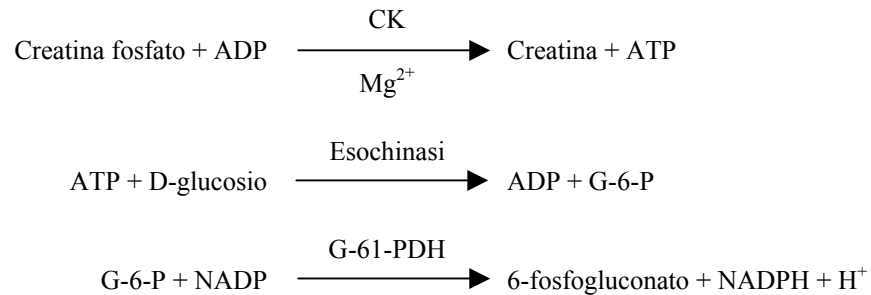 CK
Creatina fosfato + ADP Creatina + ATP
Mg²⁺
Esochinasi
ATP + D-glucosio ADP + G-6-P
G-61-PDH
G-6-P + NADP 6-fosfogluconato + NADPH + H⁺